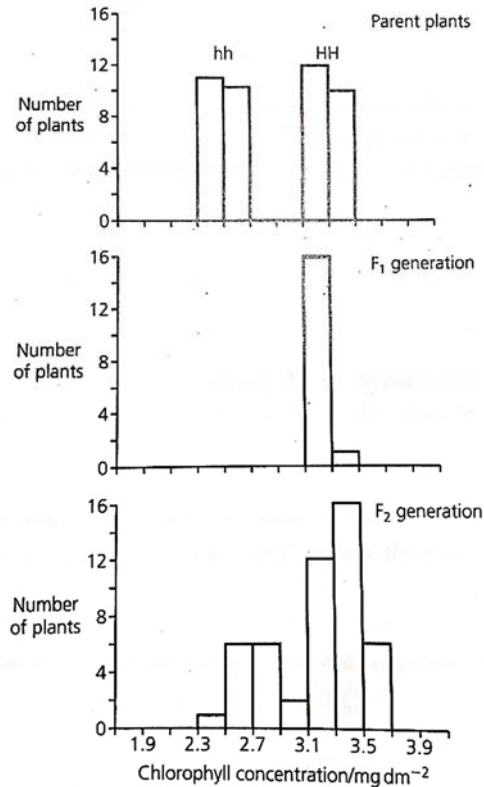 Parent plants
hh HH
16
12
8
4
0
Number
of plants
F₁ generation
16
12
8
4
0
Number
of plants
F₂ generation
16
12
8
4
0
Number
of plants
1.9 2.3 2.7 3.1 3.5 3.9
Chlorophyll concentration/mg dm⁻²